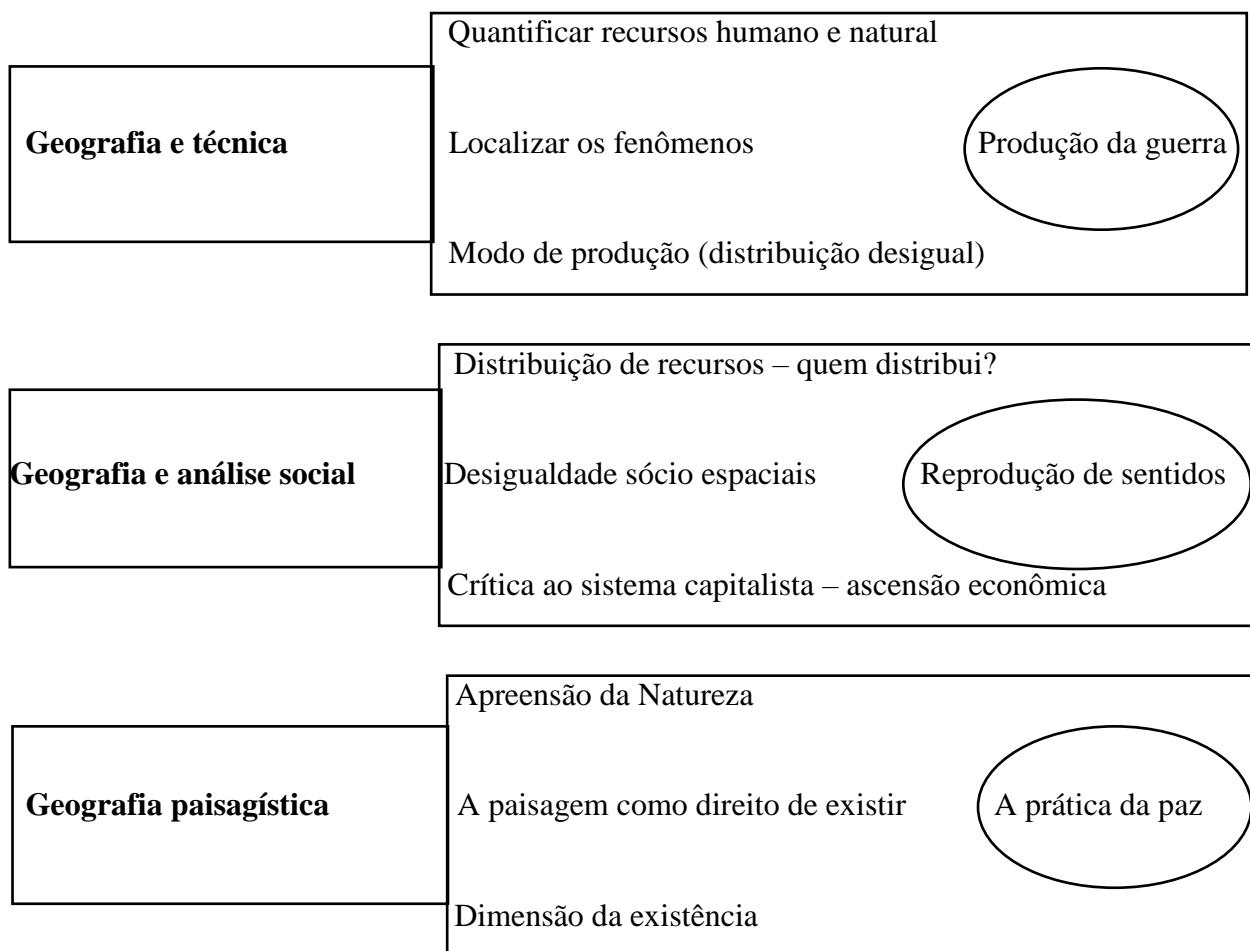 Quantificar recursos humano e natural
Geografia e técnica
Localizar os fenômenos
Produção da guerra
Modo de produção (distribuição desigual)
Distribuição de recursos – quem distribui?
Geografia e análise social
Desigualdade sócio espaciais
Reprodução de sentidos
Crítica ao sistema capitalista – ascensão econômica
Apreensão da Natureza
Geografia paisagística
A paisagem como direito de existir
A prática da paz
Dimensão da existência